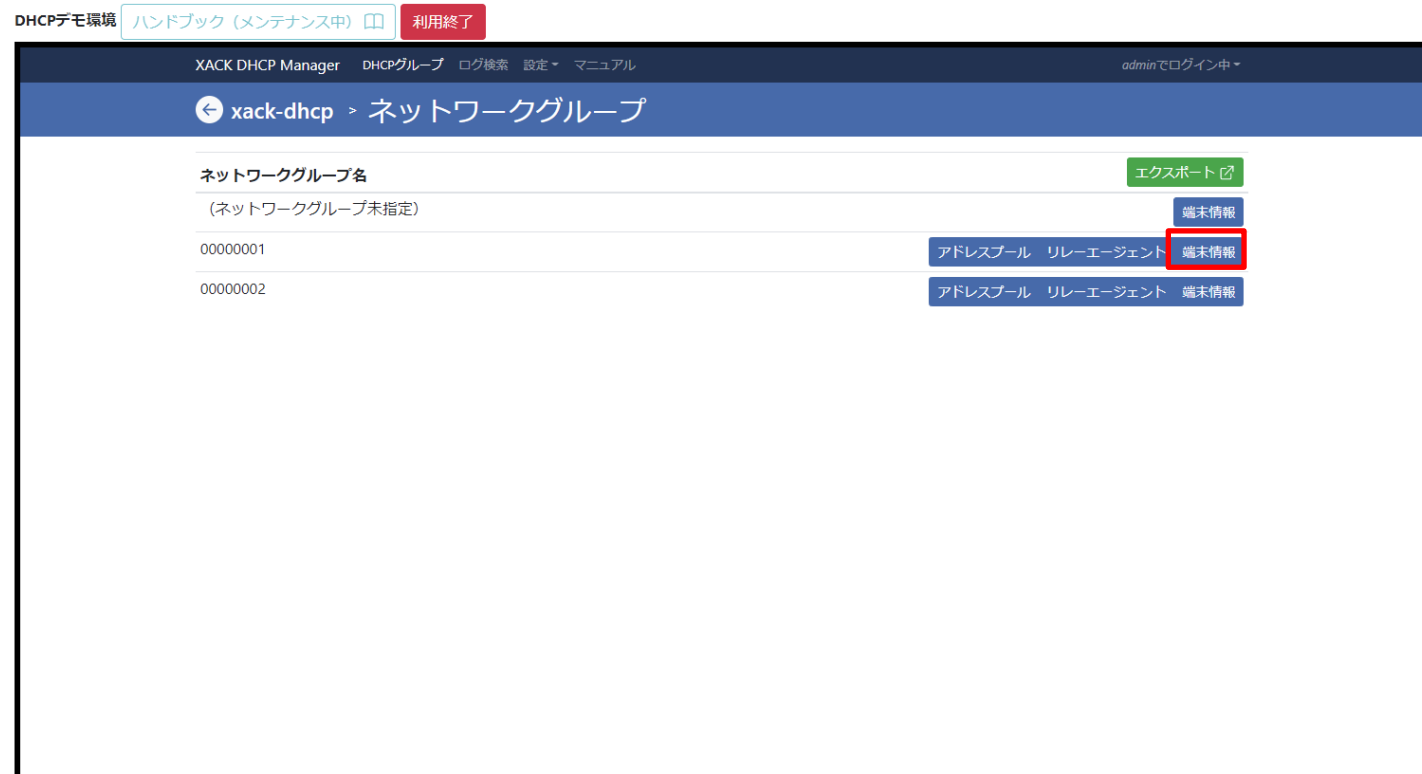 DHCPデモ環境 ハンドブック（メンテナンス中） 利用終了
XACK DHCP Manager DHCPグループ ログ検索 設定 マニュアル adminでログイン中
xack-dhcp > ネットワークグループ
ネットワークグループ名 エクスポート
（ネットワークグループ未指定） 端末情報
00000001 アドレスプール リレーエージェント 端末情報
00000002 アドレスプール リレーエージェント 端末情報